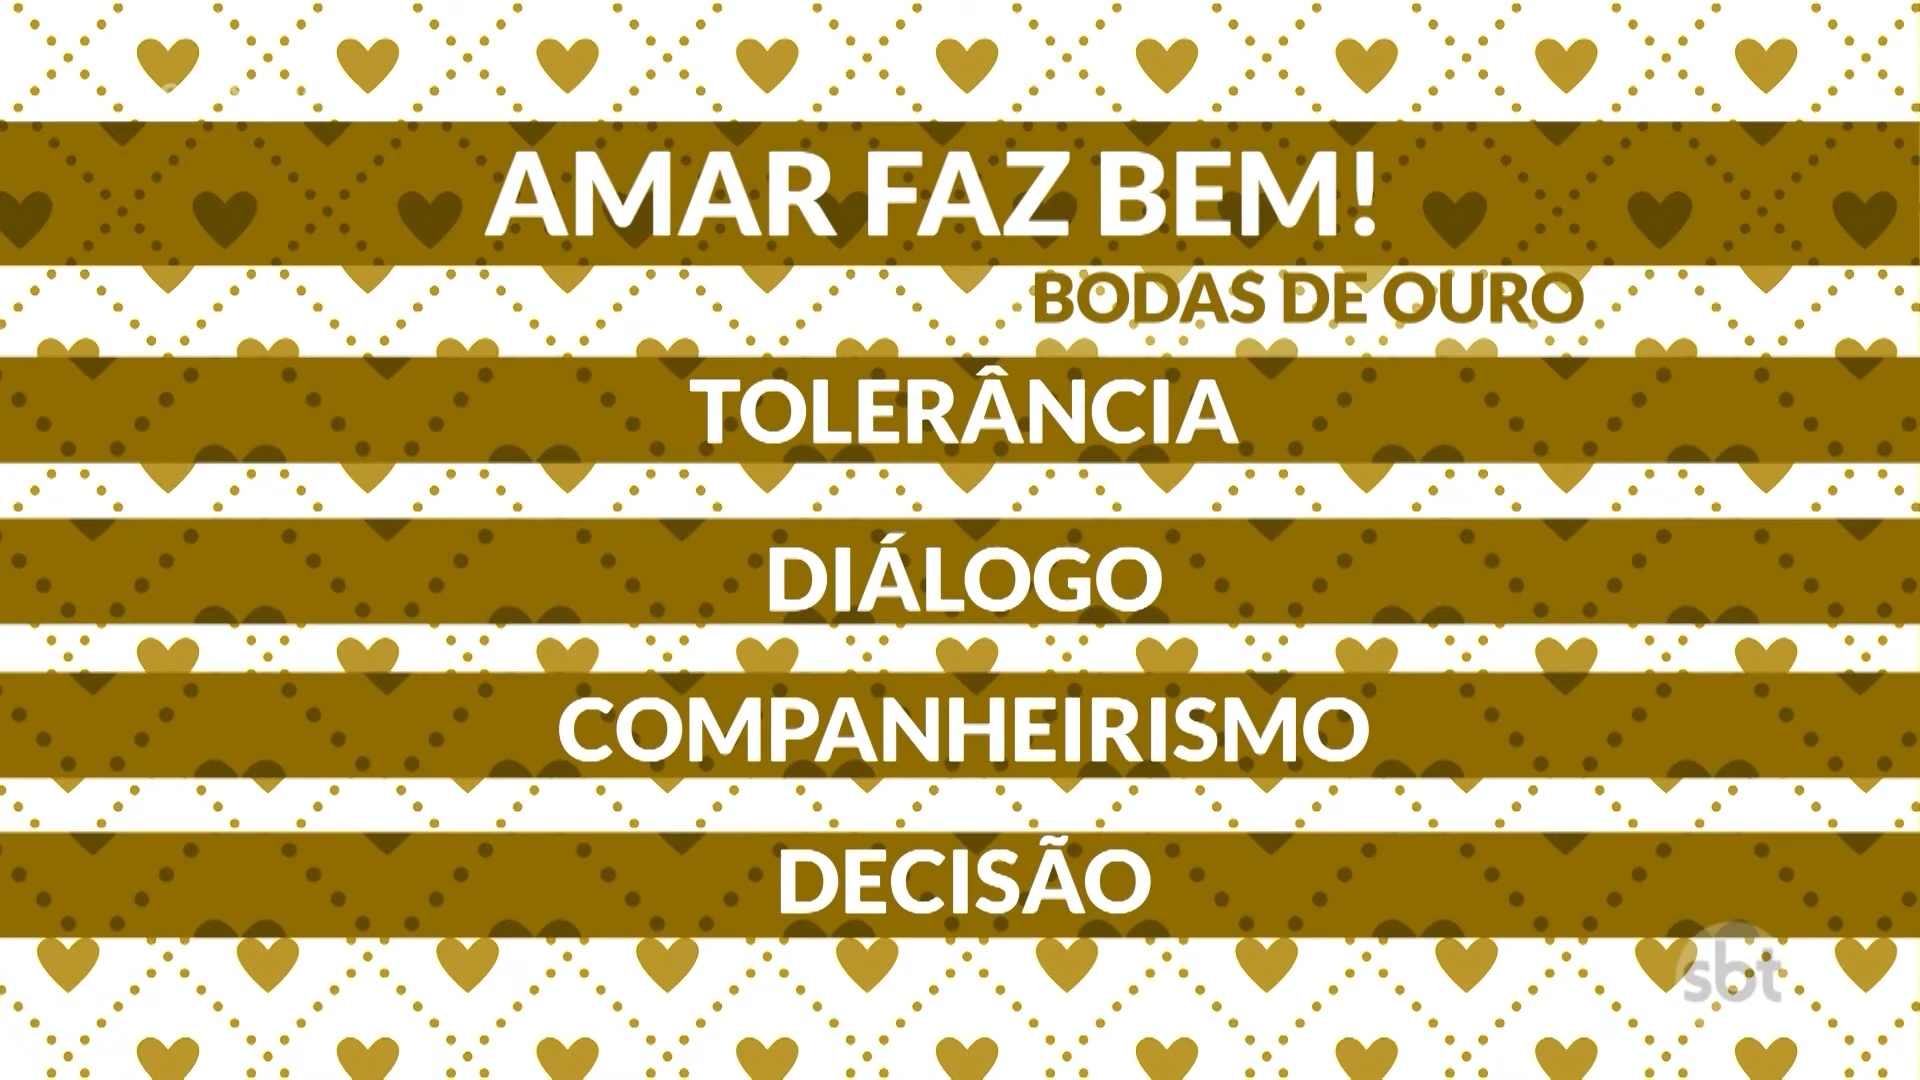 AMAR FAZ BEM!
BODAS DE OURO
TOLERÂNCIA
DIÁLOGO
COMPANHEIRISMO
DECISÃO
sbt